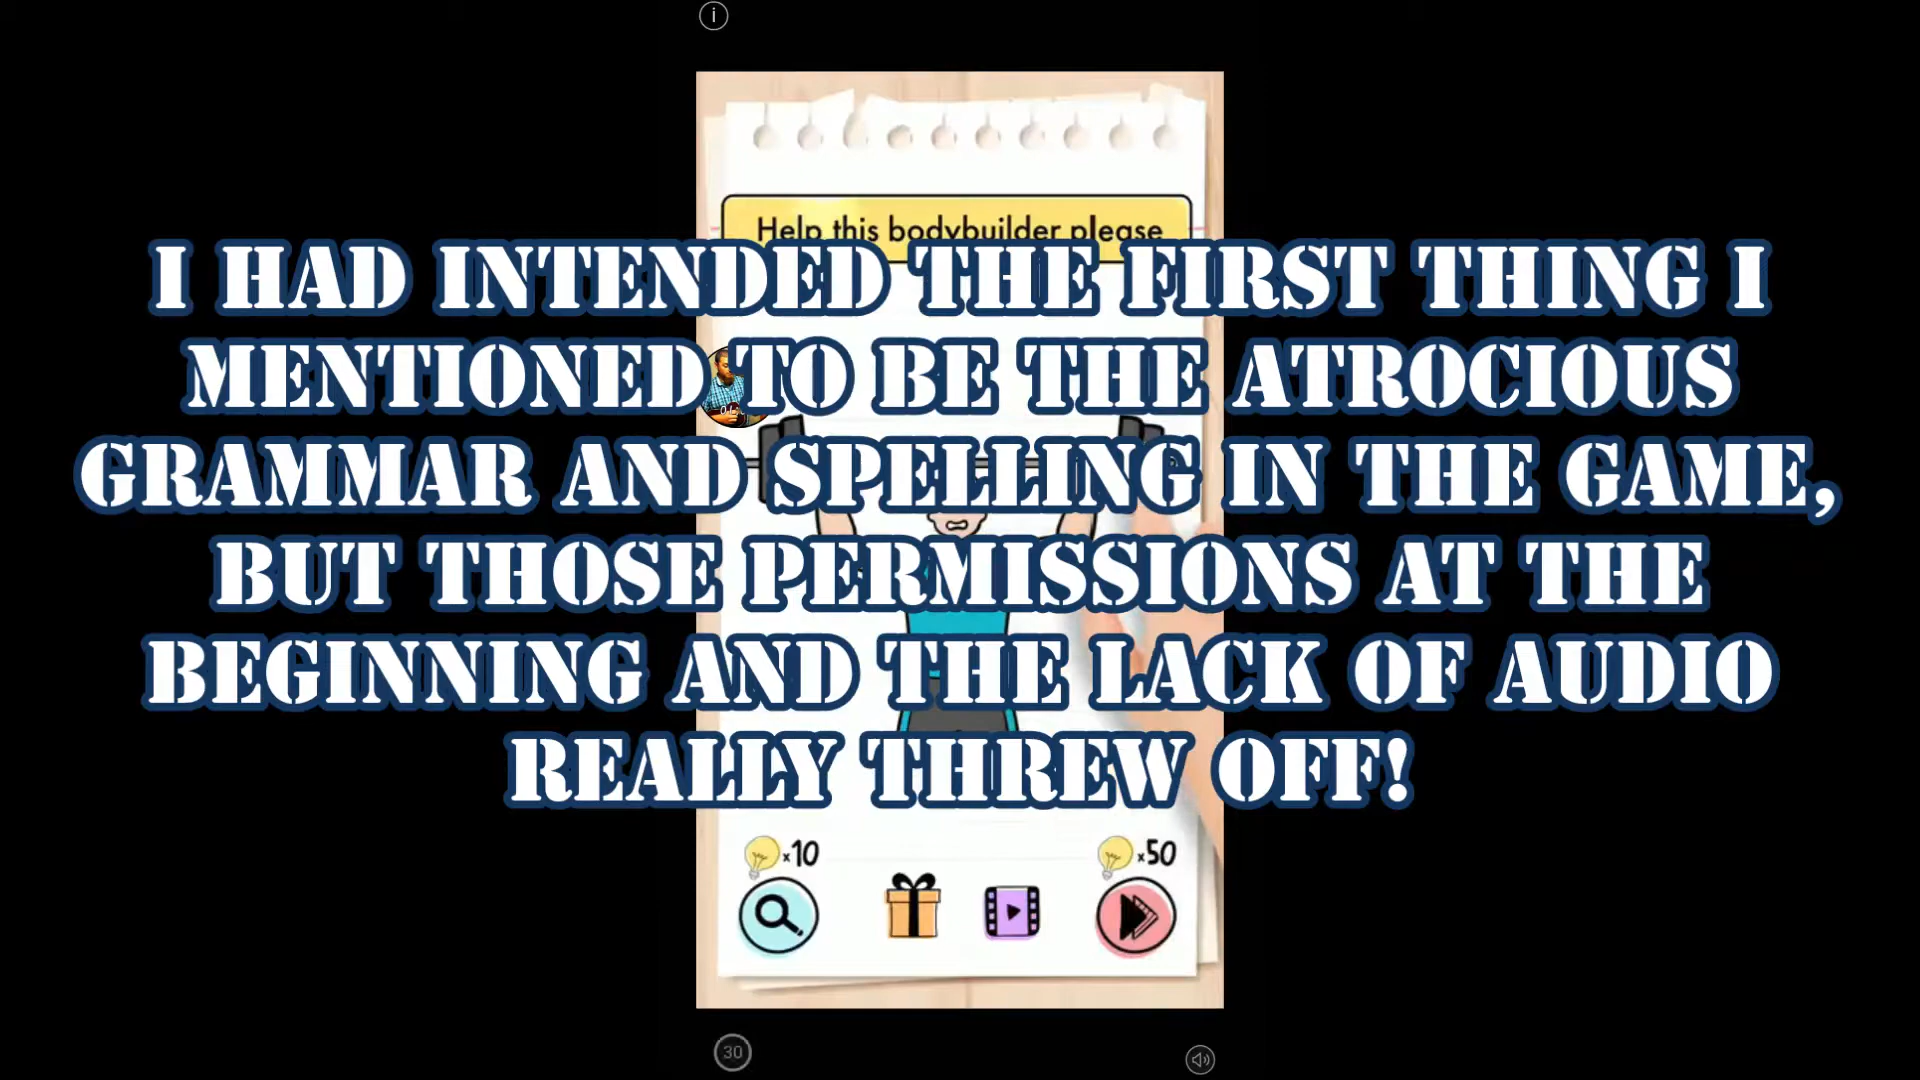 i
Help this bodybuilder please
I HAD INTENDED THE FIRST THING I
MENTIONED TO BE THE ATROCIOUS
GRAMMAR AND SPELLING IN THE GAME,
BUT THOSE PERMISSIONS AT THE
BEGINNING AND THE LACK OF AUDIO
REALLY THREW OFF!
x10
x50
30